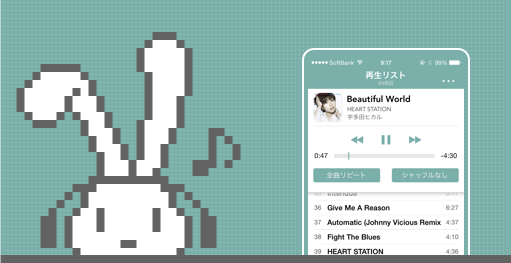 SoftBank 9:17 99%
再生リスト
Beautiful World
HEART STATION
宇多田ヒカル
0:47 -4:30
全曲リピート シャッフルなし
35 Interlude
36 Give Me A Reason 6:27
37 Automatic (Johnny Vicious Remix 4:37
38 Fight The Blues 4:10
39 HEART STATION 4:36